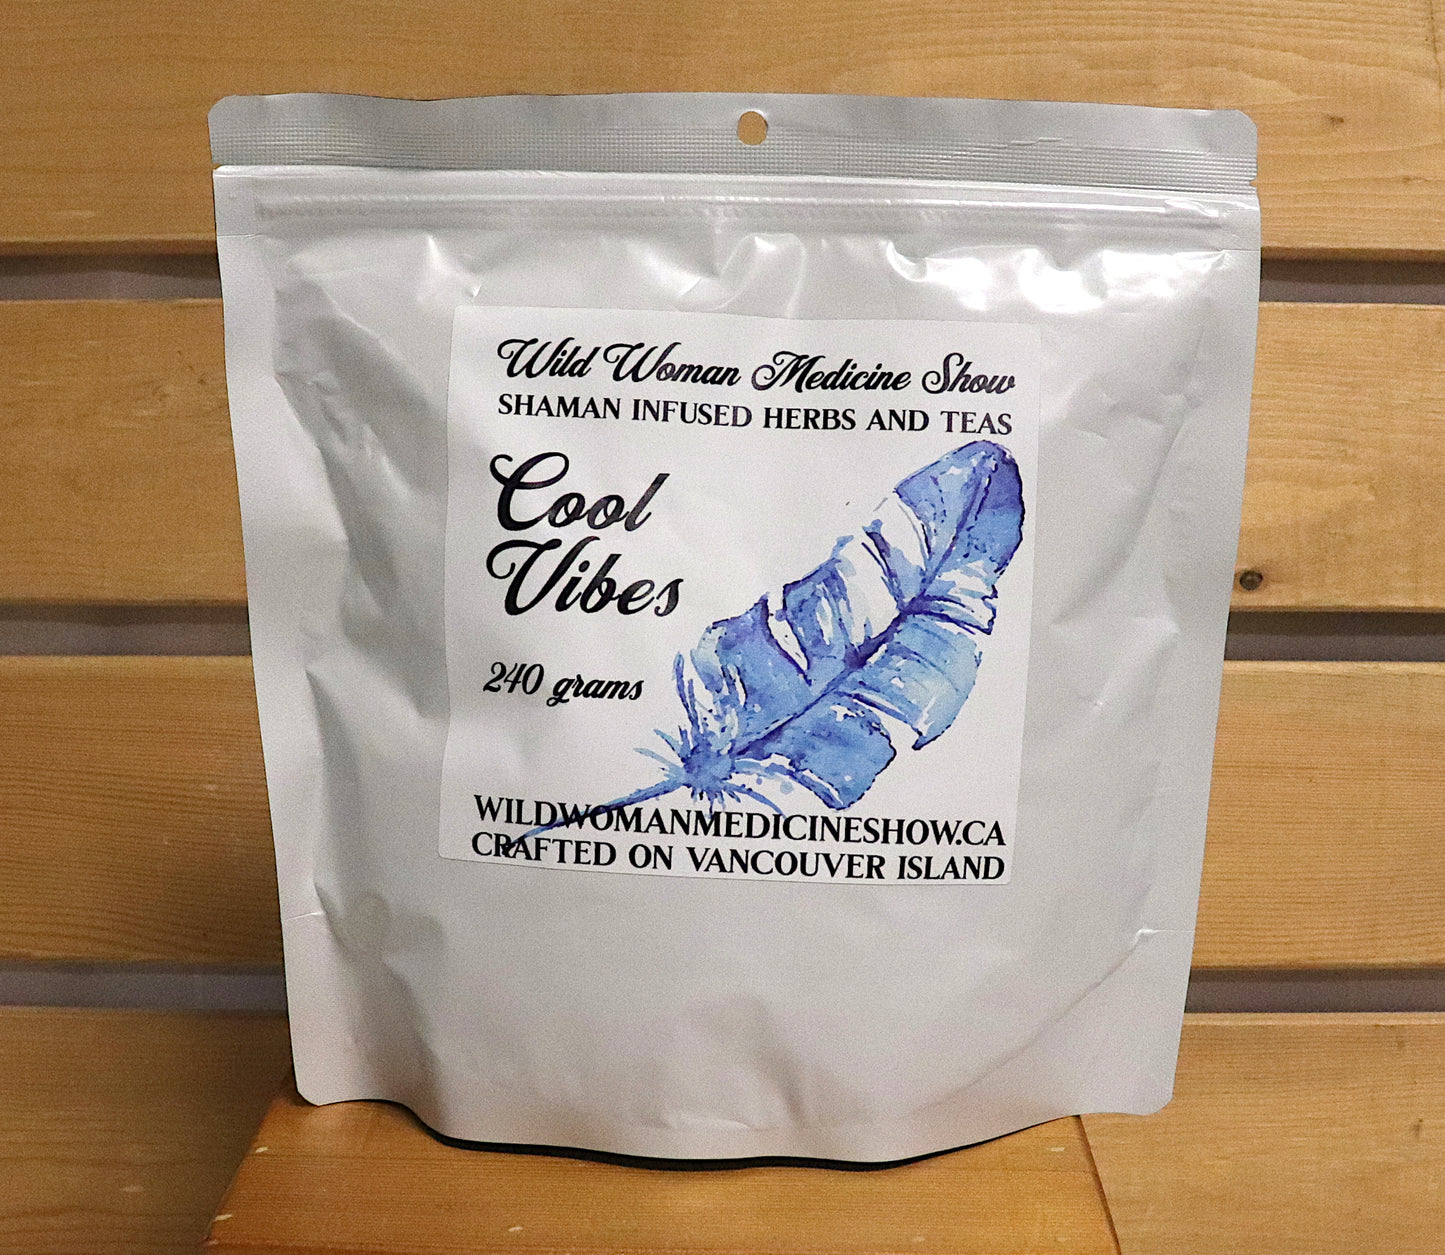 Wild Woman Medicine Show
SHAMAN INFUSED HERBS AND TEAS
Cool
Vibes
240 grams
WILDWOMANMEDICINESHOW.CA
CRAFTED ON VANCOUVER ISLAND